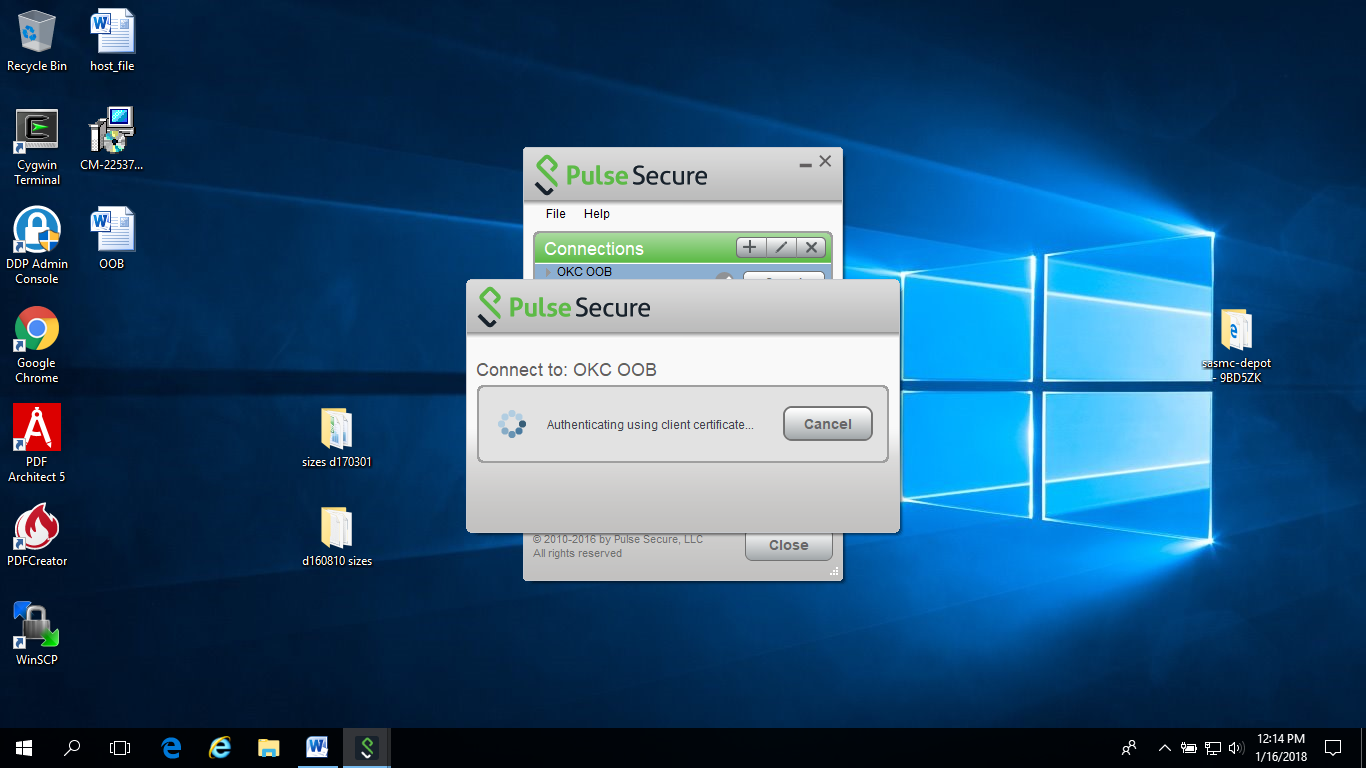 Recycle Bin
host_file
Cygwin
Terminal
CM-22537...
DDP Admin
Console
OOB
Google
Chrome
PDF
Architect 5
PDFCreator
WinSCP
sizes d170301
d160810 sizes
Pulse Secure
File Help
Connections
OKC OOB
Pulse Secure
Connect to: OKC OOB
Authenticating using client certificate...
Cancel
© 2010-2016 by Pulse Secure, LLC
All rights reserved
Close
sasmc-depot
- 9BD5ZK
12:14 PM
1/16/2018